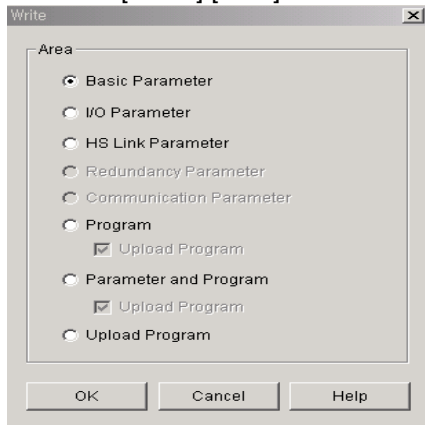 Write
Area
Basic Parameter
I/O Parameter
HS Link Parameter
Redundancy Parameter
Communication Parameter
Program
Upload Program
Parameter and Program
Upload Program
Upload Program
OK Cancel Help